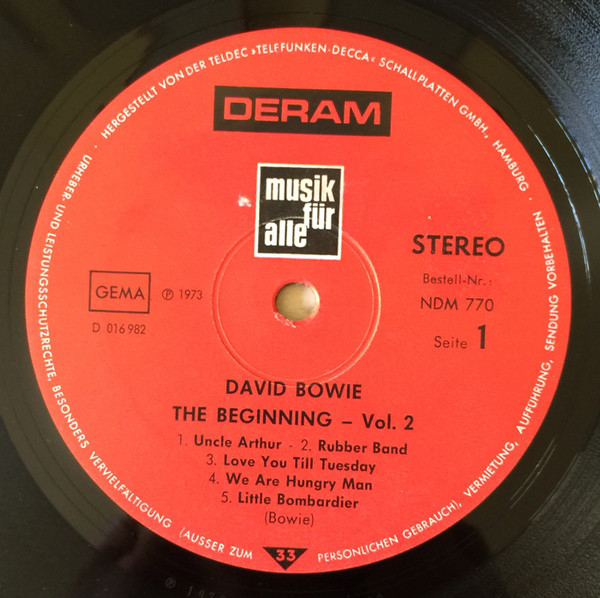 · HERGESTELLT VON DER TELDEC »TELEFUNKEN-DECCA« SCHALLPLATTEN GMBH, HAMBURG ·
URHEBER- UND LEISTUNGSSCHUTZRECHTE, BESONDERS VERVIELFÄLTIGUNG (AUSSER ZUM PERSÖNLICHEN GEBRAUCH), VERMIETUNG, AUFFÜHRUNG, SENDUNG VORBEHALTEN
DERAM
musik
für
alle
STEREO
Bestell-Nr.:
NDM 770
Seite 1
GEMA ℗ 1973
D 016 982
DAVID BOWIE
THE BEGINNING – Vol. 2
1. Uncle Arthur - 2. Rubber Band
3. Love You Till Tuesday
4. We Are Hungry Man
5. Little Bombardier
(Bowie)
33